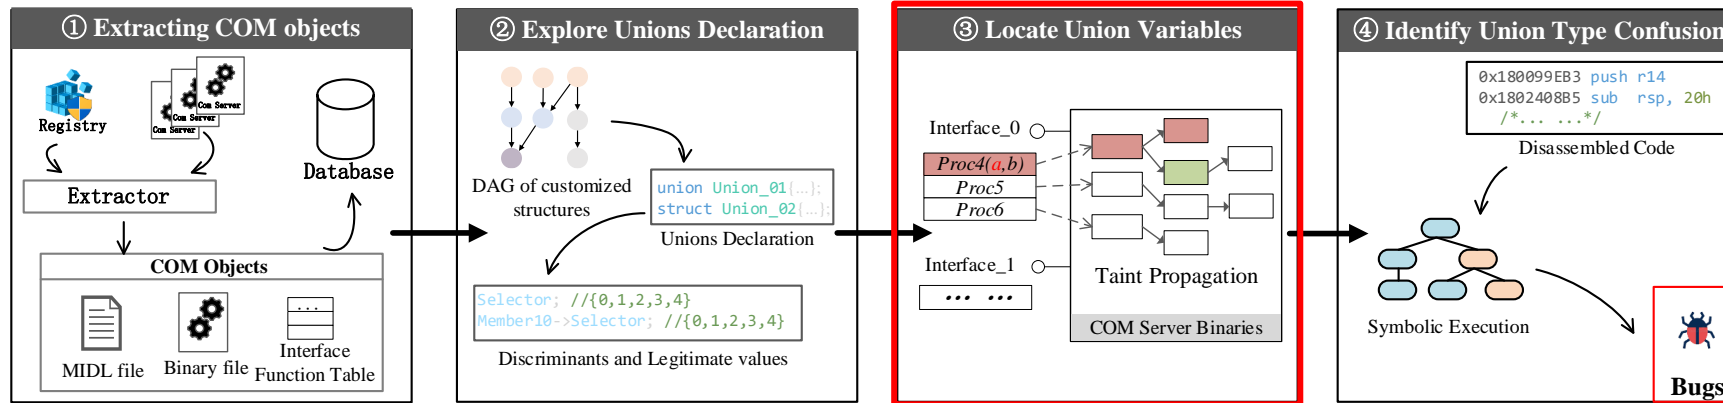 ① Extracting COM objects
Registry
Com Server
Com Server
Com Server
Database
Extractor
COM Objects
MIDL file
Binary file
...
Interface
Function Table
② Explore Unions Declaration
DAG of customized
structures
union Union_01{...};
struct Union_02{...};
Unions Declaration
Selector; //{0,1,2,3,4}
Member10->Selector; //{0,1,2,3,4}
Discriminants and Legitimate values
③ Locate Union Variables
Interface_0
Proc4(a,b)
Proc5
Proc6
Interface_1
... ...
Taint Propagation
COM Server Binaries
④ Identify Union Type Confusion
0x180099EB3 push r14
0x1802408B5 sub rsp, 20h
/*... ...*/
Disassembled Code
Symbolic Execution
Bugs